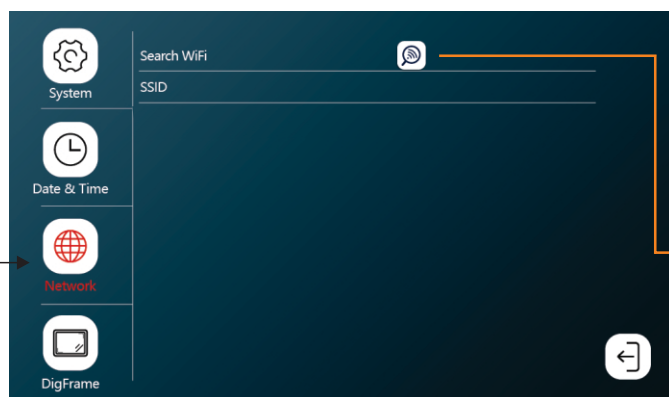 System
Search WiFi
SSID
Date & Time
Network
DigFrame